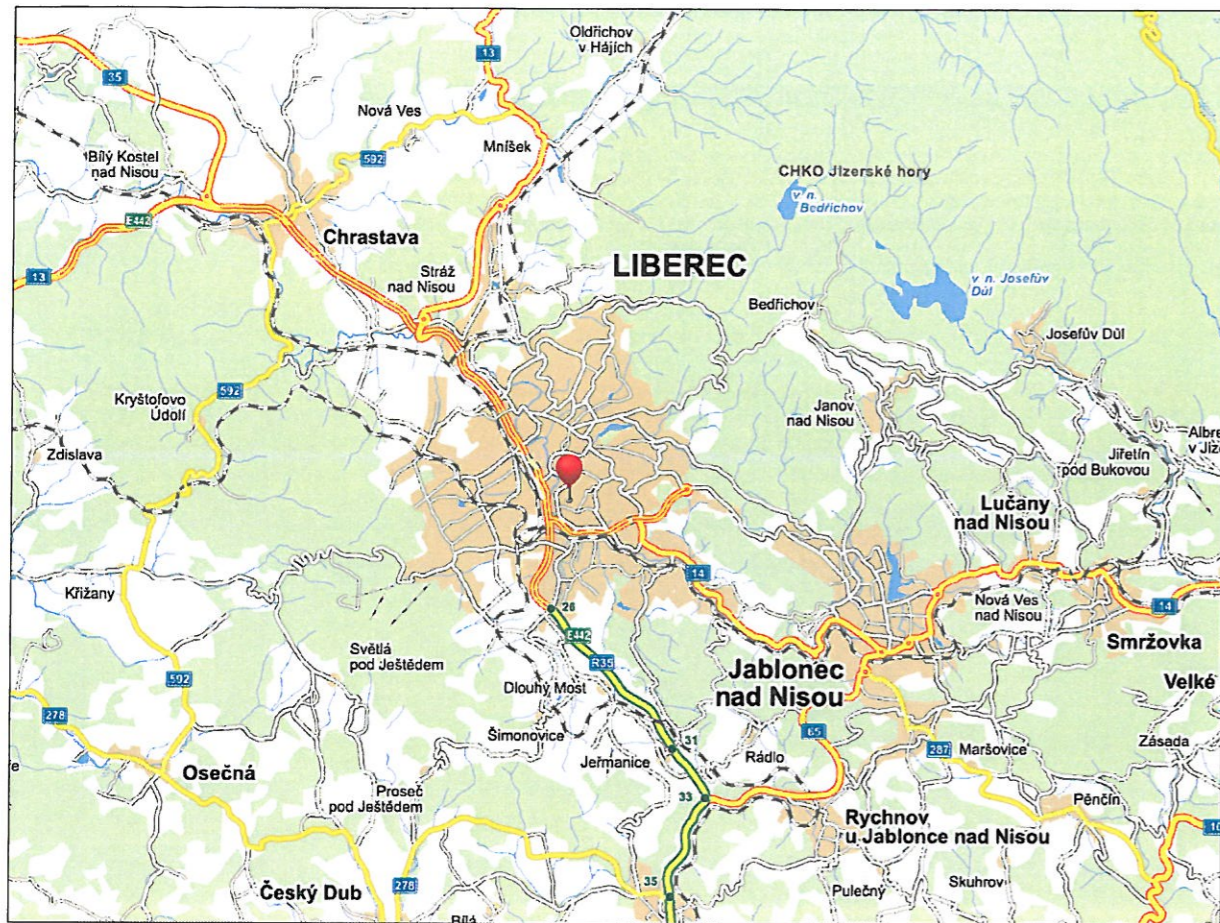 Oldřichov
v Hájích
13
35
Nová Ves
Mníšek
592
Bílý Kostel
nad Nisou
CHKO Jizerské hory
v. n.
Bedřichov
E442
Chrastava
13
Stráž
nad Nisou
LIBEREC
v. n. Josefův
Důl
Bedřichov
Josefův Důl
592
Kryštofovo
Údolí
Janov
nad Nisou
Zdislava
Albre
v Jize
Jiřetín
pod Bukovou
Lučany
nad Nisou
14
Křižany
26
Nová Ves
nad Nisou
14
E442
Smržovka
Světlá
pod Ještědem
R35
592
Jablonec
nad Nisou
Dlouhý Most
Velké
278
Šimonovice
65
31
Jeřmanice
Rádlo
287
Maršovice
Zásada
Osečná
Proseč
pod Ještědem
33
Pěnčín
Rychnov
u Jablonce nad Nisou
10
35
Český Dub
278
Skuhrov
Pulečný
Bílá
e